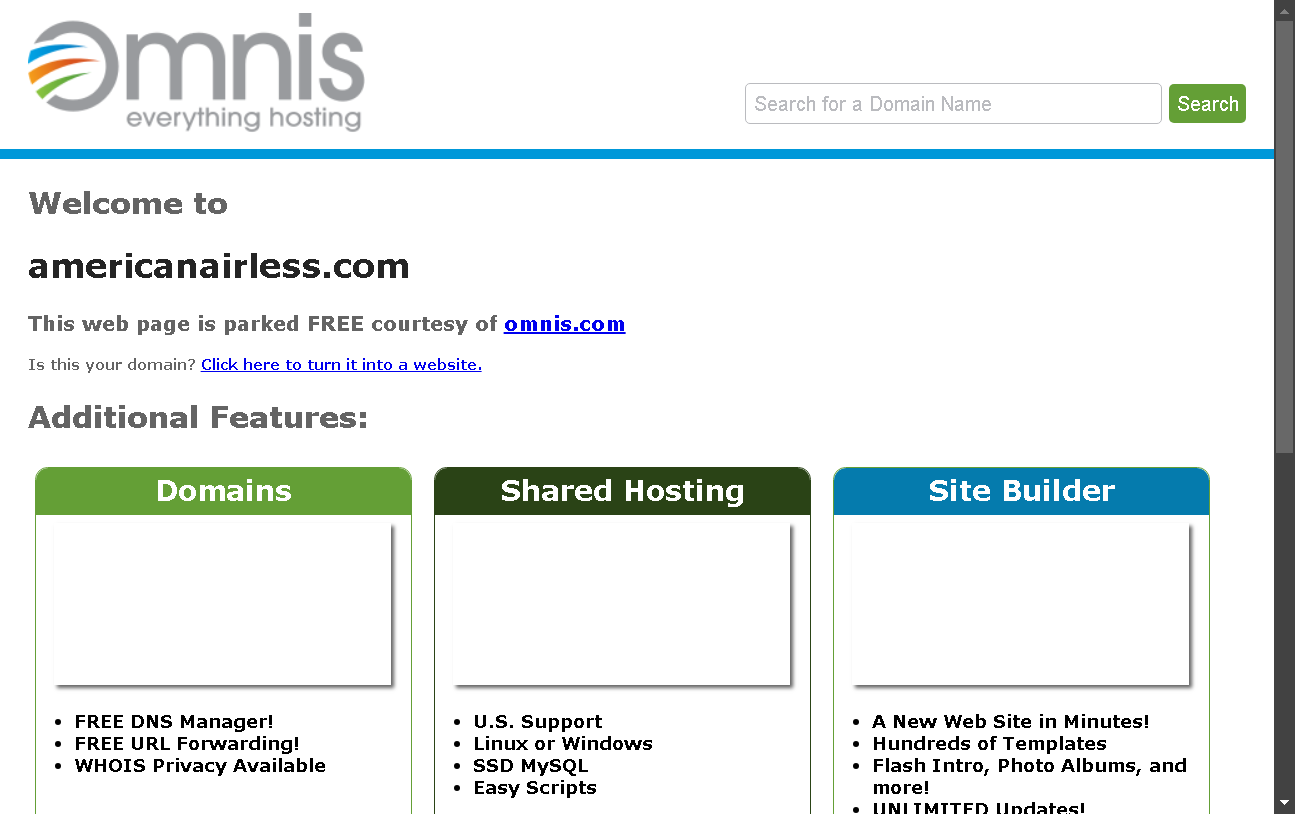 Omnis
everything hosting
Search for a Domain Name
Search
Welcome to
americanairless.com
This web page is parked FREE courtesy of omnis.com
Is this your domain? Click here to turn it into a website.
Additional Features:
Domains
FREE DNS Manager!
FREE URL Forwarding!
WHOIS Privacy Available
Shared Hosting
U.S. Support
Linux or Windows
SSD MySQL
Easy Scripts
Site Builder
A New Web Site in Minutes!
Hundreds of Templates
Flash Intro, Photo Albums, and
more!
UNLIMITED Updates!